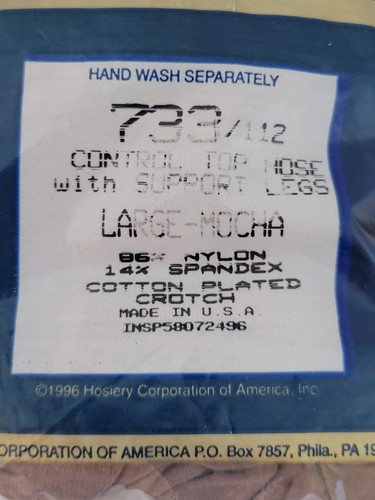 HAND WASH SEPARATELY
733/112
CONTROL TOP HOSE
with SUPPORT LEGS
LARGE-MOCHA
86% NYLON
14% SPANDEX
COTTON PLATED
CROTCH
MADE IN U.S.A.
INSP58072496
©1996 Hosiery Corporation of America, Inc.
ORPORATION OF AMERICA P.O. Box 7857, Phila., PA 19